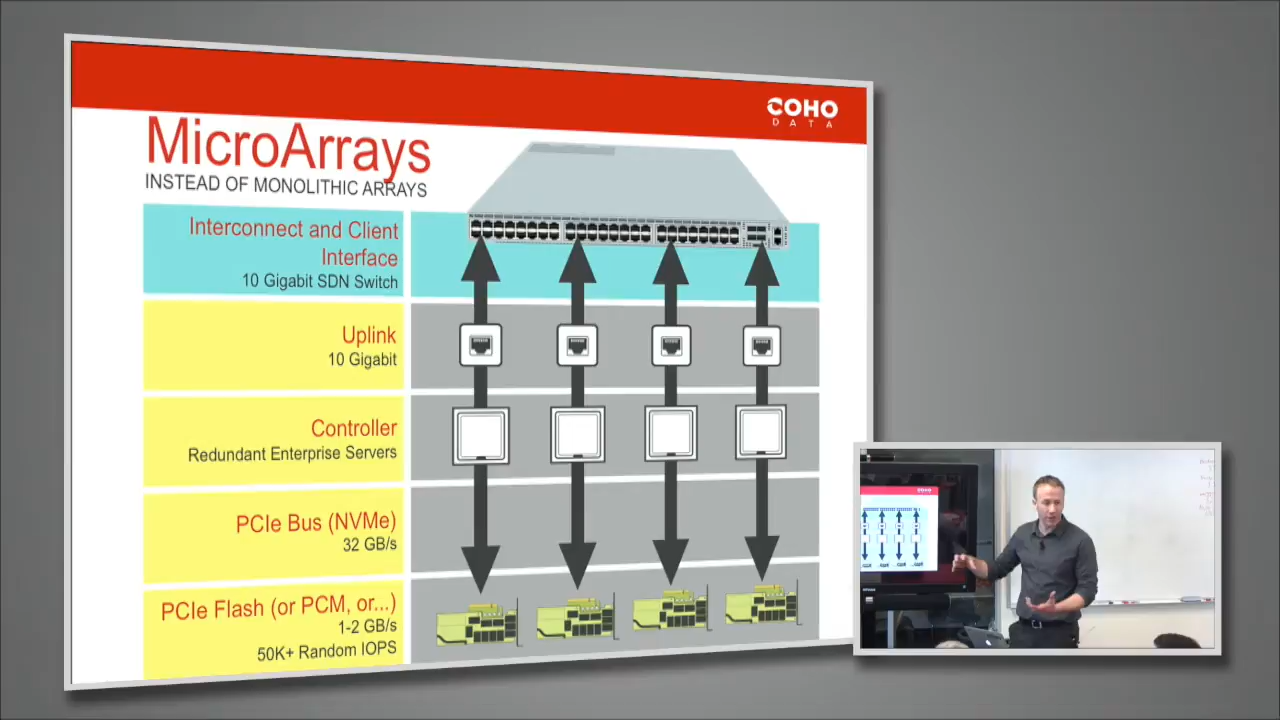 COHO
DATA
MicroArrays
INSTEAD OF MONOLITHIC ARRAYS
Interconnect and Client
Interface
10 Gigabit SDN Switch
Uplink
10 Gigabit
Controller
Redundant Enterprise Servers
PCIe Bus (NVMe)
32 GB/s
PCIe Flash (or PCM, or...)
1-2 GB/s
50K+ Random IOPS